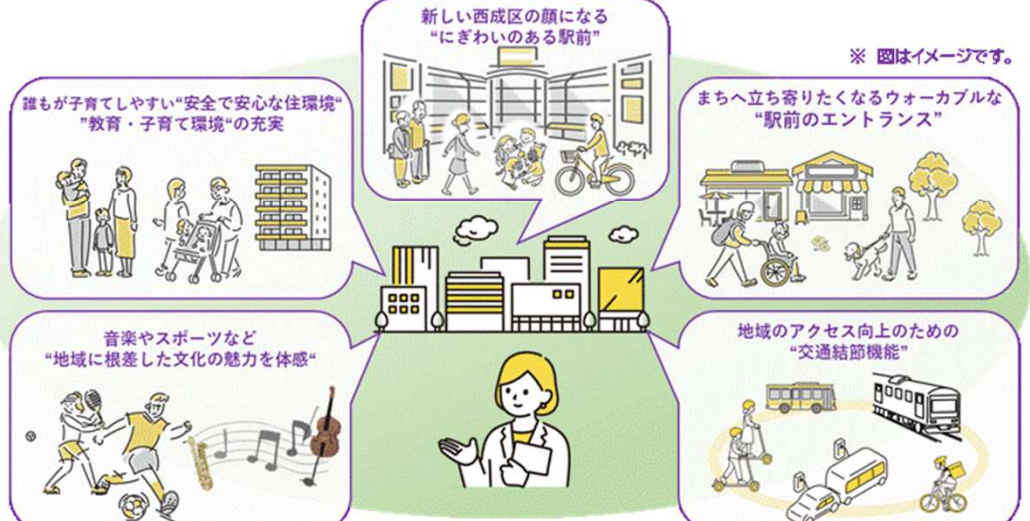 新しい西成区の顔になる
“にぎわいのある駅前”
※ 図はイメージです。
誰もが子育てしやすい“安全で安心な住環境“
”教育・子育て環境“の充実
まちへ立ち寄りたくなるウォーカブルな
“駅前のエントランス”
音楽やスポーツなど
“地域に根差した文化の魅力を体感“
地域のアクセス向上のための
“交通結節機能”